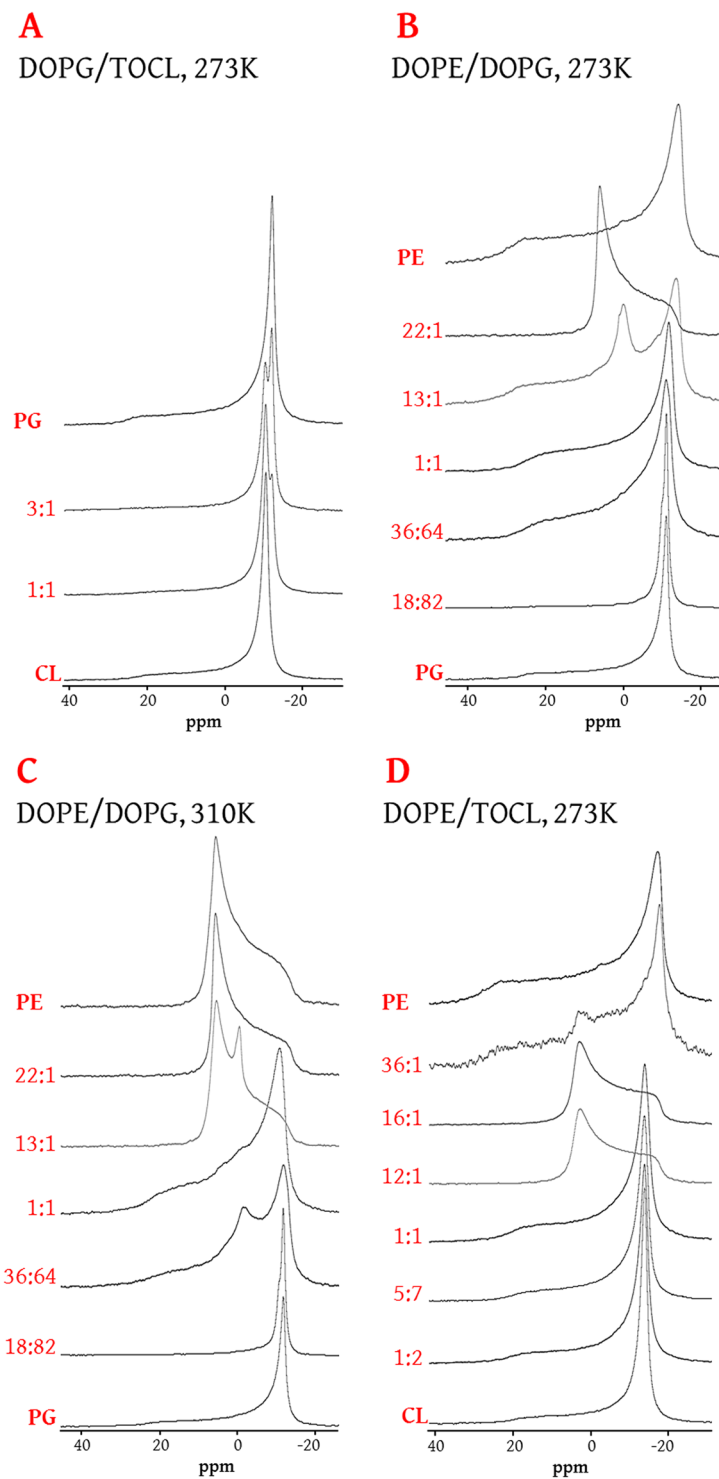 A
DOPG/TOCL, 273K
PG
3:1
1:1
CL
40 20 0 -20
ppm
B
DOPE/DOPG, 273K
PE
22:1
13:1
1:1
36:64
18:82
PG
40 20 0 -20
ppm
C
DOPE/DOPG, 310K
PE
22:1
13:1
1:1
36:64
18:82
PG
40 20 0 -20
ppm
D
DOPE/TOCL, 273K
PE
36:1
16:1
12:1
1:1
5:7
1:2
CL
40 20 0 -20
ppm